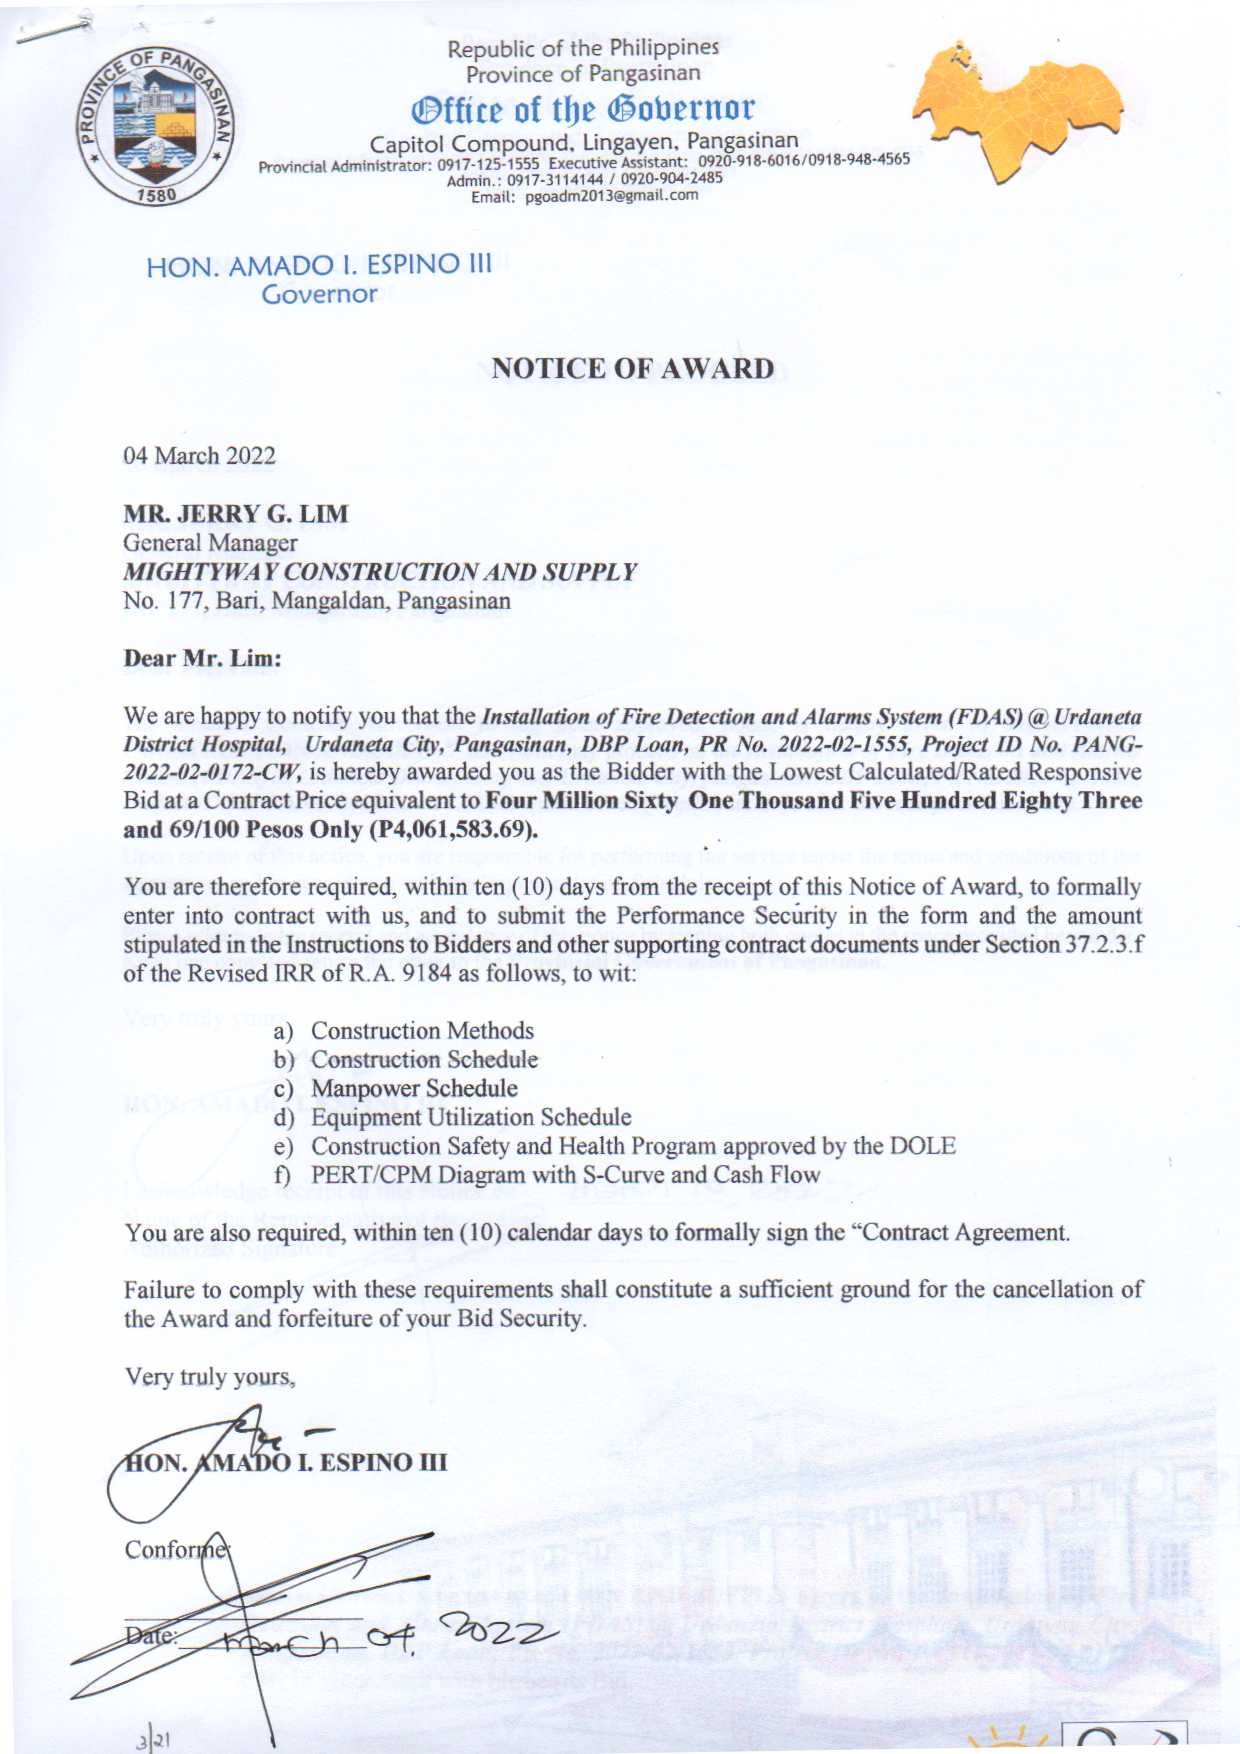 PROVINCE OF PANGASINAN
1580
Republic of the Philippines
Province of Pangasinan
Office of the Governor
Capitol Compound, Lingayen, Pangasinan
Provincial Administrator: 0917-125-1555 Executive Assistant: 0920-918-6016/0918-948-4565
Admin.: 0917-3114144 / 0920-904-2485
Email: pgoadm2013@gmail.com
HON. AMADO I. ESPINO III
Governor
NOTICE OF AWARD
04 March 2022
MR. JERRY G. LIM
General Manager
MIGHTYWAY CONSTRUCTION AND SUPPLY
No. 177, Bari, Mangaldan, Pangasinan
Dear Mr. Lim:
We are happy to notify you that the Installation of Fire Detection and Alarms System (FDAS) @ Urdaneta
District Hospital, Urdaneta City, Pangasinan, DBP Loan, PR No. 2022-02-1555, Project ID No. PANG-
2022-02-0172-CW, is hereby awarded you as the Bidder with the Lowest Calculated/Rated Responsive
Bid at a Contract Price equivalent to Four Million Sixty One Thousand Five Hundred Eighty Three
and 69/100 Pesos Only (P4,061,583.69).
You are therefore required, within ten (10) days from the receipt of this Notice of Award, to formally
enter into contract with us, and to submit the Performance Security in the form and the amount
stipulated in the Instructions to Bidders and other supporting contract documents under Section 37.2.3.f
of the Revised IRR of R.A. 9184 as follows, to wit:
a) Construction Methods
b) Construction Schedule
c) Manpower Schedule
d) Equipment Utilization Schedule
e) Construction Safety and Health Program approved by the DOLE
f) PERT/CPM Diagram with S-Curve and Cash Flow
You are also required, within ten (10) calendar days to formally sign the “Contract Agreement.
Failure to comply with these requirements shall constitute a sufficient ground for the cancellation of
the Award and forfeiture of your Bid Security.
Very truly yours,
HON. AMADO I. ESPINO III
Conforme:
Date: March 04, 2022
3/21